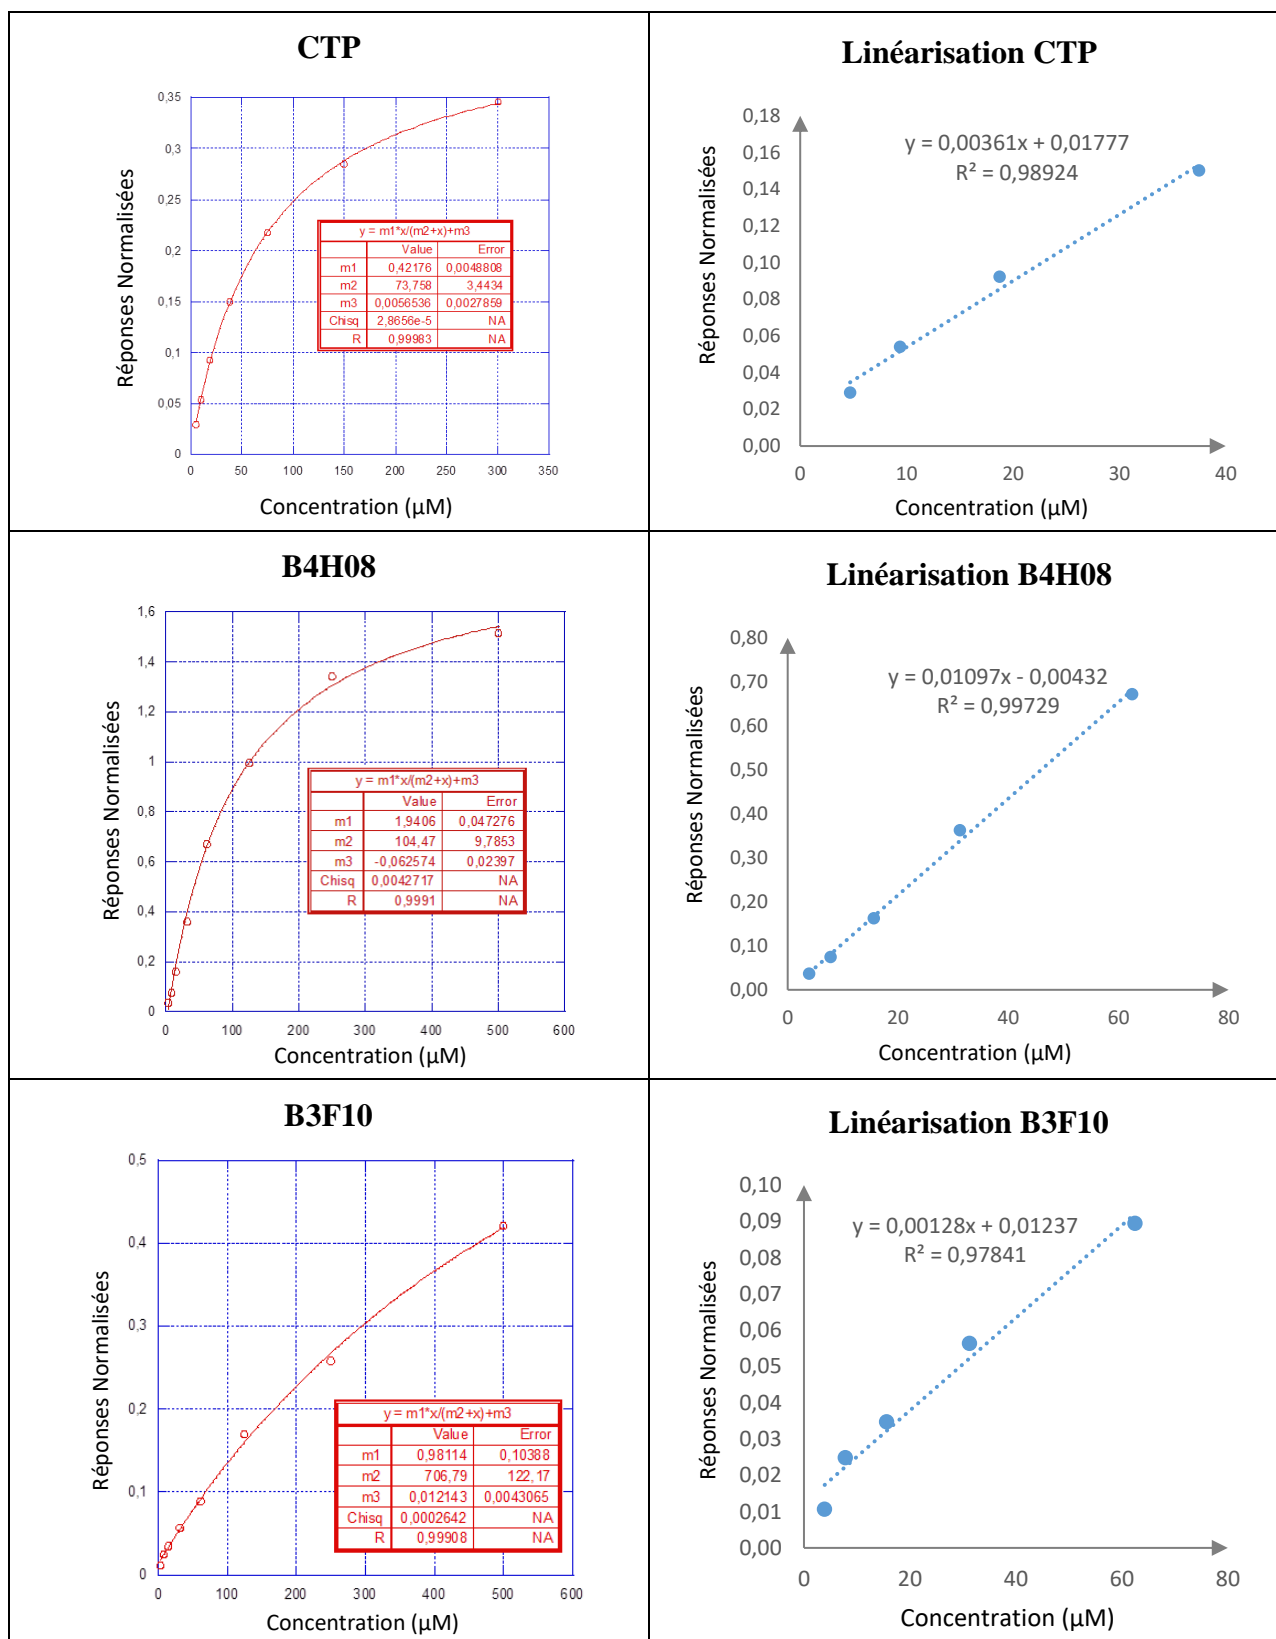 CTP
Réponses Normalisées
0,35
0,3
0,25
0,2
0,15
0,1
0,05
0
y = m1*x/(m2+x)+m3
Value Error
m1 0,42176 0,0048808
m2 73,758 3,4434
m3 0,0056536 0,0027859
Chisq 2,8656e-5 NA
R 0,99983 NA
0 50 100 150 200 250 300 350
Concentration (µM)
Linéarisation CTP
Réponses Normalisées
0,18
0,16
0,14
0,12
0,10
0,08
0,06
0,04
0,02
0,00
y = 0,00361x + 0,01777
R² = 0,98924
0 10 20 30 40
Concentration (µM)
B4H08
Réponses Normalisées
1,6
1,4
1,2
1
0,8
0,6
0,4
0,2
0
y = m1*x/(m2+x)+m3
Value Error
m1 1,9406 0,047276
m2 104,47 9,7853
m3 -0,062574 0,02397
Chisq 0,0042717 NA
R 0,9991 NA
0 100 200 300 400 500 600
Concentration (µM)
Linéarisation B4H08
Réponses Normalisées
0,80
0,70
0,60
0,50
0,40
0,30
0,20
0,10
0,00
y = 0,01097x - 0,00432
R² = 0,99729
0 20 40 60 80
Concentration (µM)
B3F10
Réponses Normalisées
0,5
0,4
0,3
0,2
0,1
0
y = m1*x/(m2+x)+m3
Value Error
m1 0,98114 0,10388
m2 706,79 122,17
m3 0,012143 0,0043065
Chisq 0,0002642 NA
R 0,99908 NA
0 100 200 300 400 500 600
Concentration (µM)
Linéarisation B3F10
Réponses Normalisées
0,10
0,09
0,08
0,07
0,06
0,05
0,04
0,03
0,02
0,01
0,00
y = 0,00128x + 0,01237
R² = 0,97841
0 20 40 60 80
Concentration (µM)